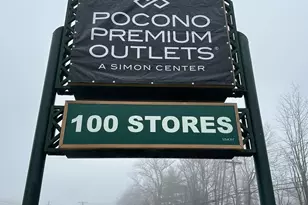 POCONO
PREMIUM
OUTLETS®
A SIMON CENTER
100 STORES